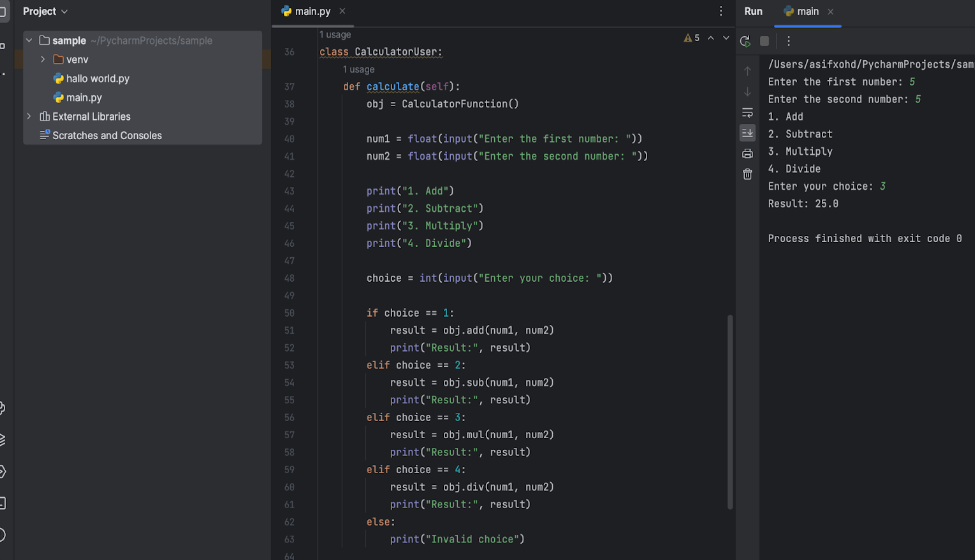 Project
sample ~/PycharmProjects/sample
venv
hallo world.py
main.py
External Libraries
Scratches and Consoles
main.py
5
1 usage
36 class CalculatorUser:
1 usage
37 def calculate(self):
38 obj = CalculatorFunction()
39
40 num1 = float(input("Enter the first number: "))
41 num2 = float(input("Enter the second number: "))
42
43 print("1. Add")
44 print("2. Subtract")
45 print("3. Multiply")
46 print("4. Divide")
47
48 choice = int(input("Enter your choice: "))
49
50 if choice == 1:
51 result = obj.add(num1, num2)
52 print("Result:", result)
53 elif choice == 2:
54 result = obj.sub(num1, num2)
55 print("Result:", result)
56 elif choice == 3:
57 result = obj.mul(num1, num2)
58 print("Result:", result)
59 elif choice == 4:
60 result = obj.div(num1, num2)
61 print("Result:", result)
62 else:
63 print("Invalid choice")
64
Run main
/Users/asifxohd/PycharmProjects/sam
Enter the first number: 5
Enter the second number: 5
1. Add
2. Subtract
3. Multiply
4. Divide
Enter your choice: 3
Result: 25.0
Process finished with exit code 0